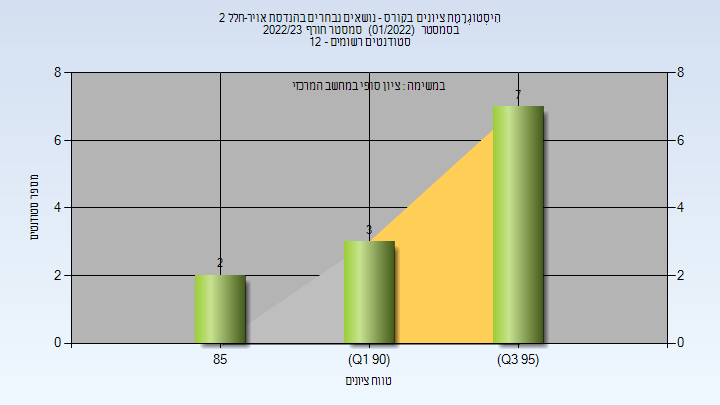 היסטוגרמת ציונים בקורס - נושאים נבחרים בהנדסת אויר-חלל 2
בסמסטר (01/2022) סמסטר חורף 2022/23
סטודנטים רשומים - 12
במשימה : ציון סופי במחשב המרכזי
8
8
7
6
6
מספר סטודנטים
4
4
3
2
2
2
0
0
85
(Q1 90)
(Q3 95)
טווח ציונים